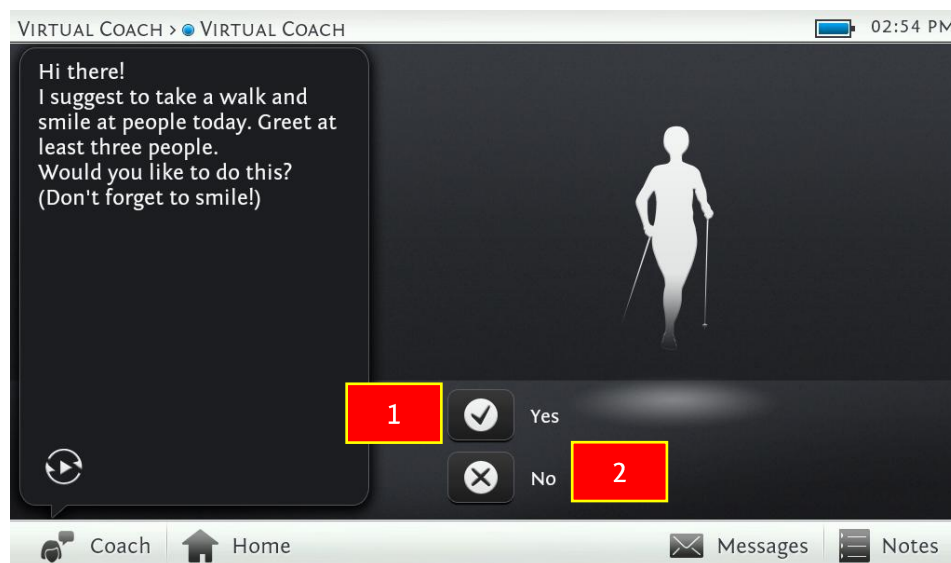 VIRTUAL COACH > VIRTUAL COACH
02:54 PM
Hi there!
I suggest to take a walk and
smile at people today. Greet at
least three people.
Would you like to do this?
(Don't forget to smile!)
1
Yes
No
2
Coach
Home
Messages
Notes